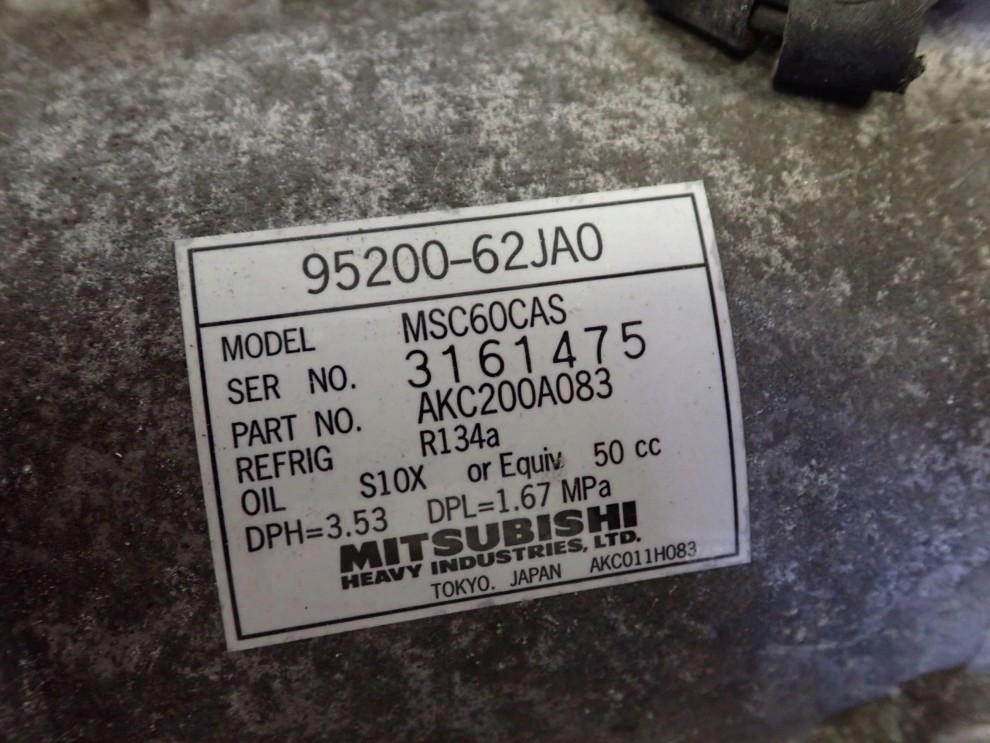 95200-62JA0
MODEL MSC60CAS
SER NO. 3161475
PART NO. AKC200A083
REFRIG R134a
OIL S10X or Equiv 50 cc
DPH=3.53 DPL=1.67 MPa
MITSUBISHI
HEAVY INDUSTRIES, LTD.
TOKYO. JAPAN AKC011H083